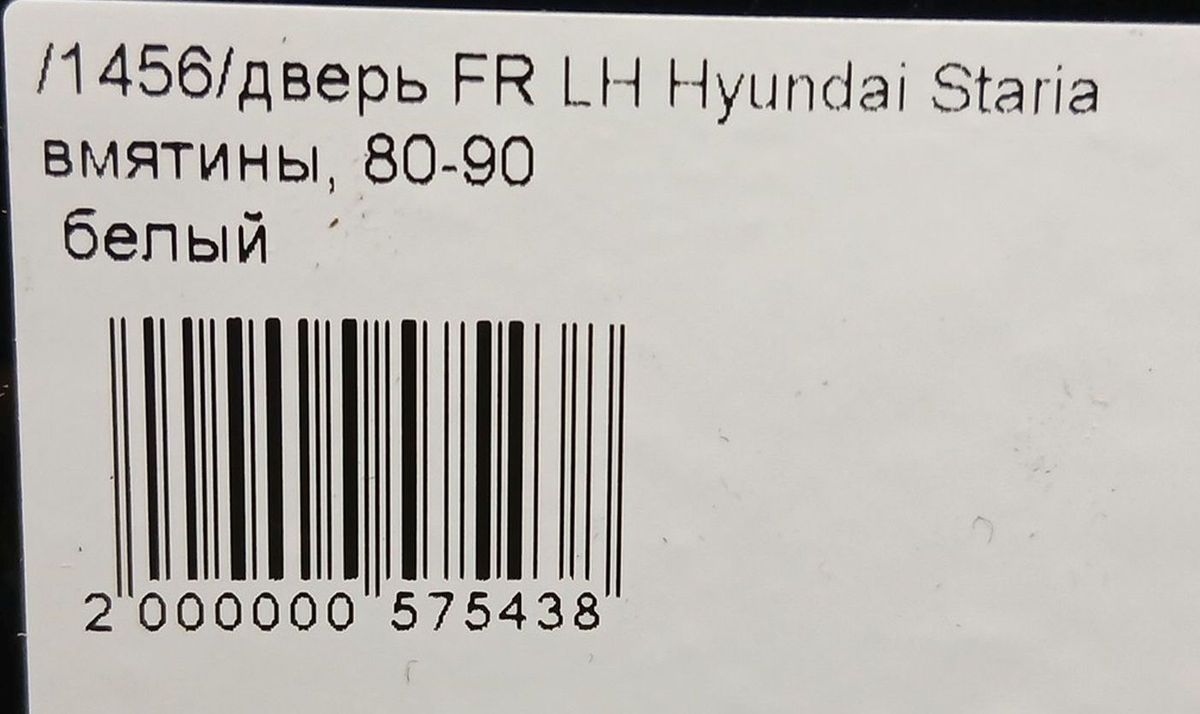 /1456/дверь FR LH Hyundai Staria
вмятины, 80-90
белый
2 000000 575438